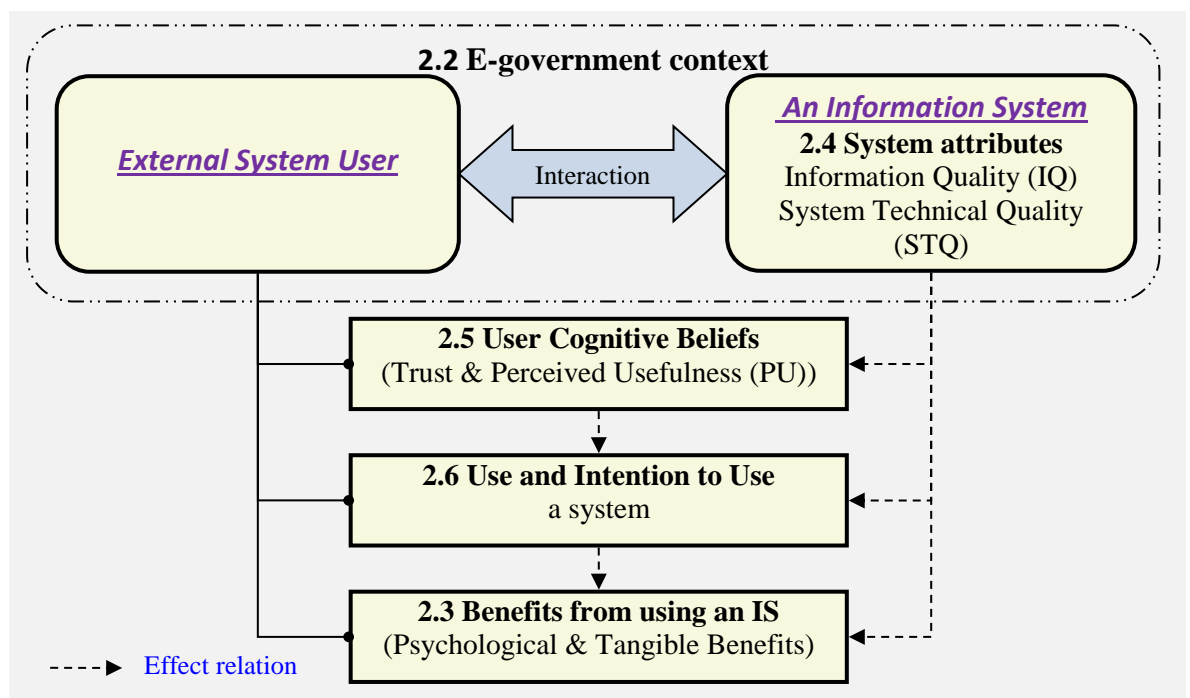 2.2 E-government context
External System User
Interaction
An Information System
2.4 System attributes
Information Quality (IQ)
System Technical Quality
(STQ)
2.5 User Cognitive Beliefs
(Trust & Perceived Usefulness (PU))
2.6 Use and Intention to Use
a system
2.3 Benefits from using an IS
(Psychological & Tangible Benefits)
Effect relation